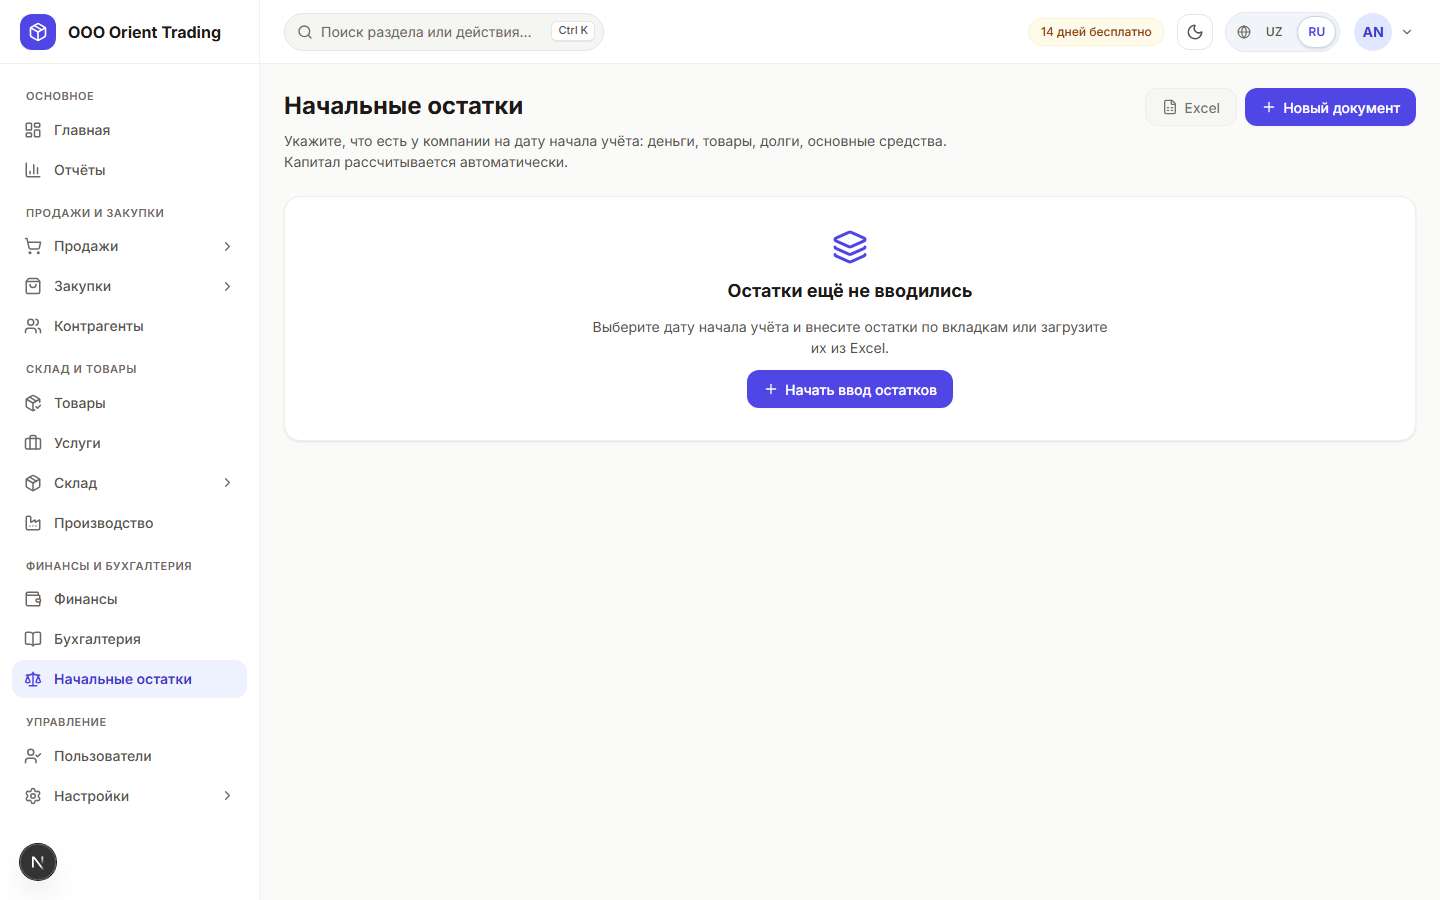 OOO Orient Trading
Поиск раздела или действия...
Ctrl K
14 дней бесплатно
UZ
RU
AN
ОСНОВНОЕ
Главная
Отчёты
ПРОДАЖИ И ЗАКУПКИ
Продажи
Закупки
Контрагенты
СКЛАД И ТОВАРЫ
Товары
Услуги
Склад
Производство
ФИНАНСЫ И БУХГАЛТЕРИЯ
Финансы
Бухгалтерия
Начальные остатки
УПРАВЛЕНИЕ
Пользователи
Настройки
N
Начальные остатки
Укажите, что есть у компании на дату начала учёта: деньги, товары, долги, основные средства.
Капитал рассчитывается автоматически.
Excel
Новый документ
Остатки ещё не вводились
Выберите дату начала учёта и внесите остатки по вкладкам или загрузите
их из Excel.
Начать ввод остатков